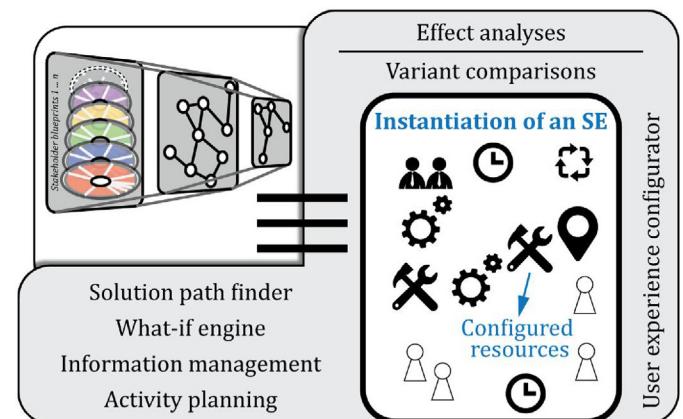 Effect analyses
Variant comparisons
Stakeholder blueprints 1 ... n
Instantiation of an SE
Configured
resources
User experience configurator
Solution path finder
What-if engine
Information management
Activity planning